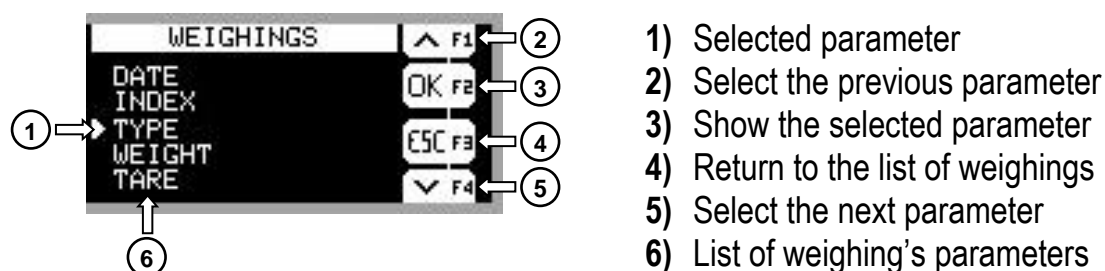 WEIGHINGS
F1
DATE
INDEX
TYPE
WEIGHT
TARE
OK F2
ESC F3
F4
1
2
3
4
5
6
1) Selected parameter
2) Select the previous parameter
3) Show the selected parameter
4) Return to the list of weighings
5) Select the next parameter
6) List of weighing’s parameters